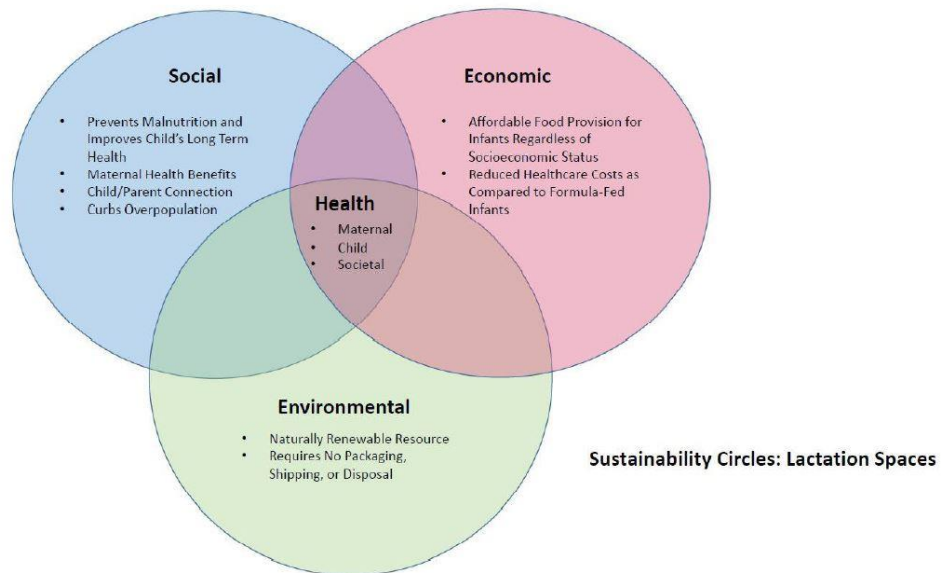 Social
• Prevents Malnutrition and
Improves Child's Long Term
Health
• Maternal Health Benefits
• Child/Parent Connection
• Curbs Overpopulation
Economic
• Affordable Food Provision for
Infants Regardless of
Socioeconomic Status
• Reduced Healthcare Costs as
Compared to Formula-Fed
Infants
Health
• Maternal
• Child
• Societal
Environmental
• Naturally Renewable Resource
• Requires No Packaging,
Shipping, or Disposal
Sustainability Circles: Lactation Spaces